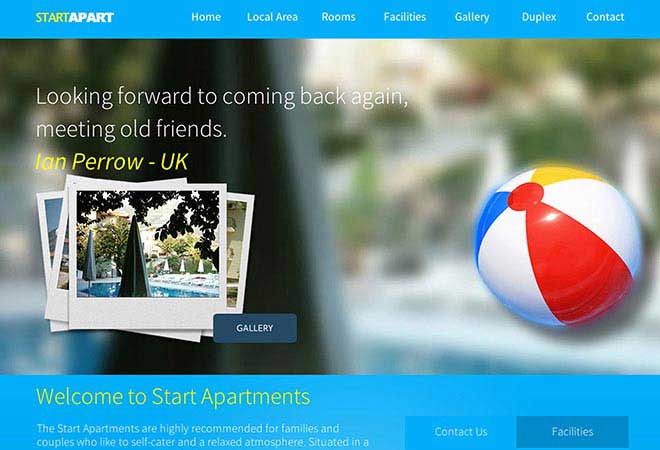 STARTAPART
Home Local Area Rooms Facilities Gallery Duplex Contact
Looking forward to coming back again,
meeting old friends.
Ian Perrow - UK
GALLERY
Welcome to Start Apartments
The Start Apartments are highly recommended for families and
couples who like to self-cater and a relaxed atmosphere. Situated in a
Contact Us Facilities